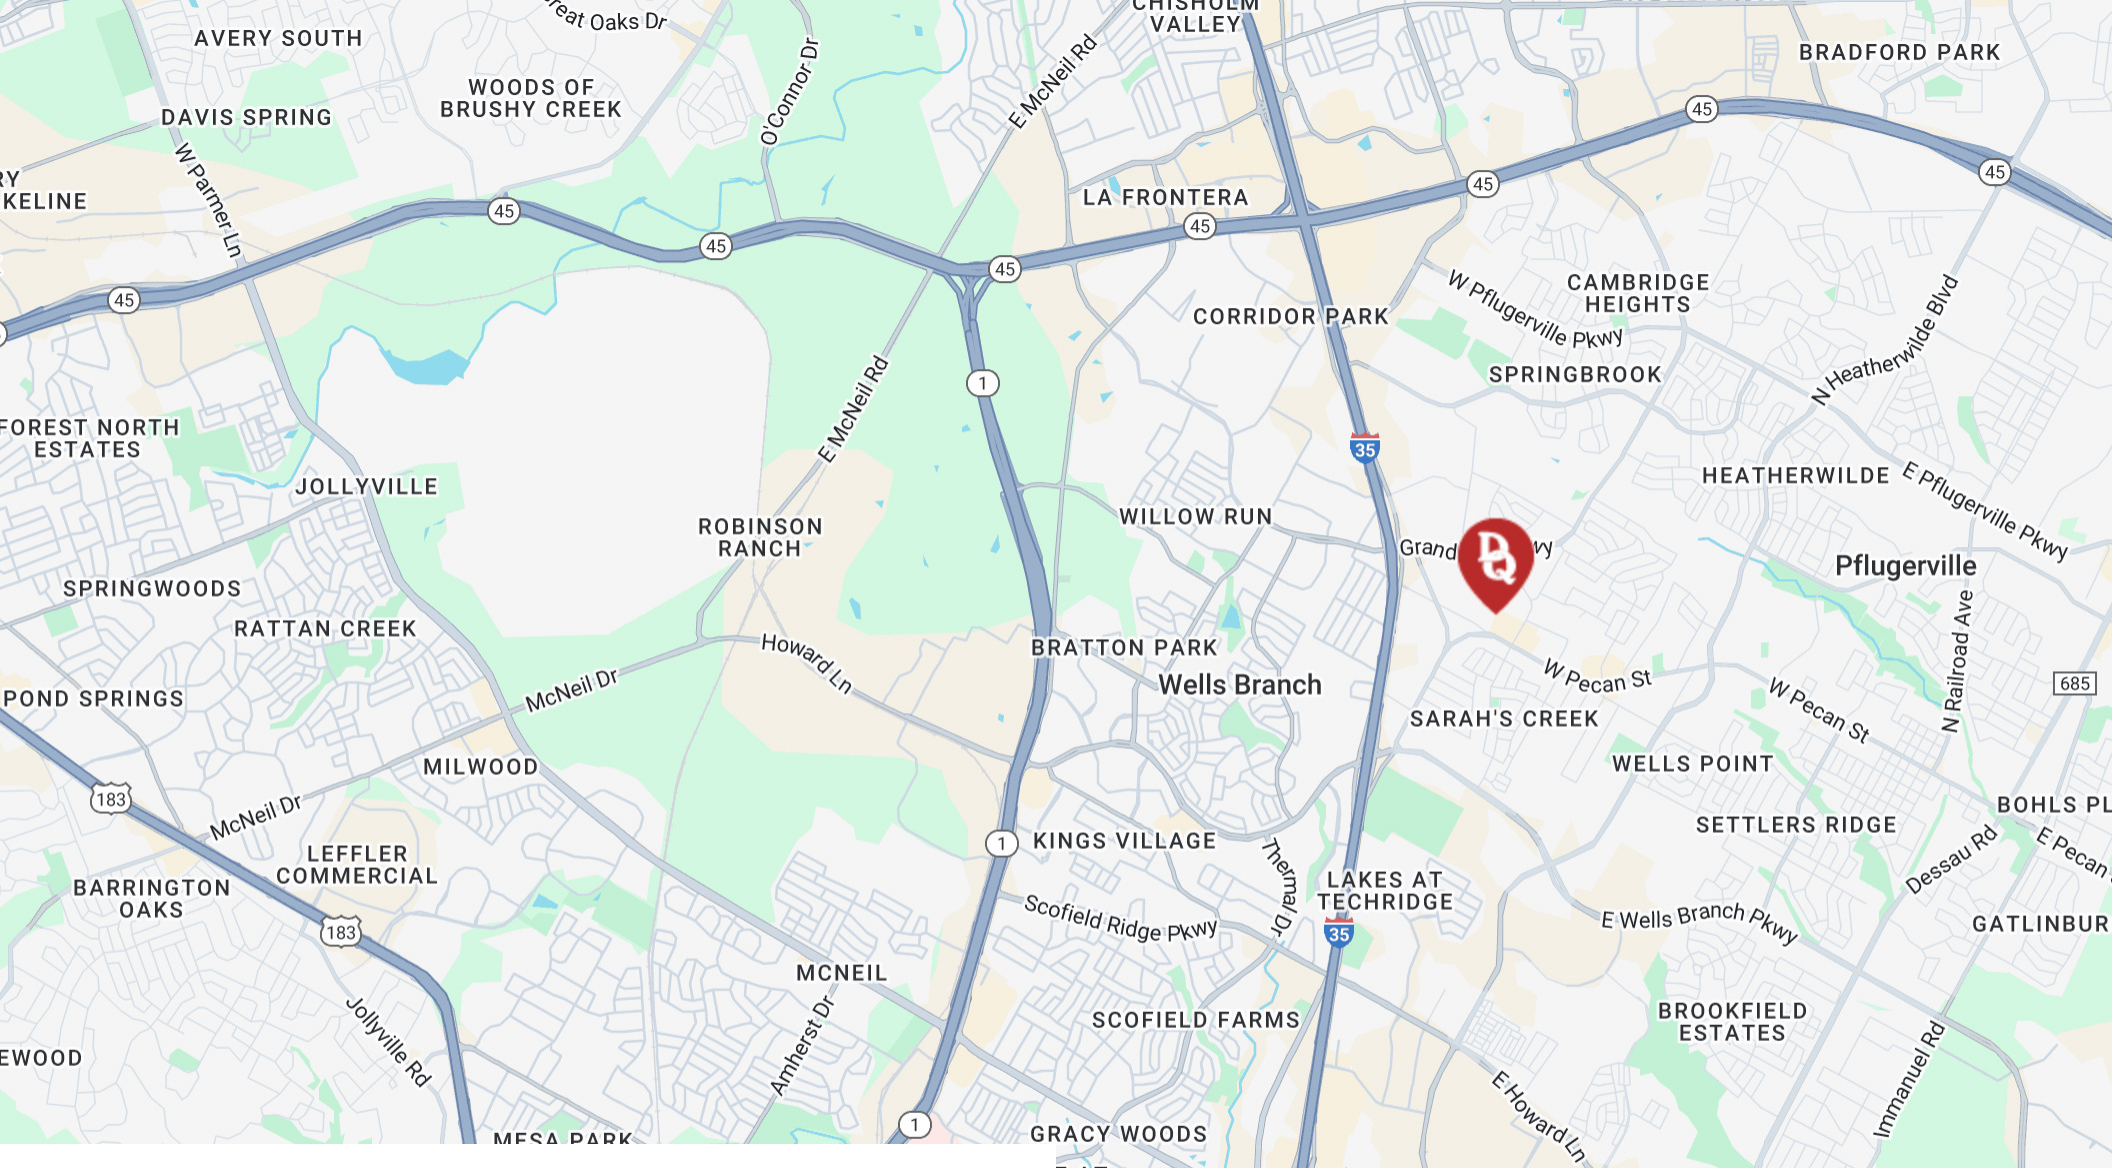 CHISHOLM
VALLEY
Great Oaks Dr
AVERY SOUTH
BRADFORD PARK
O'Connor Dr
E McNeil Rd
WOODS OF
BRUSHY CREEK
DAVIS SPRING
45
45
W Parmer Ln
KELINE
LA FRONTERA
45
45
45
45
45
45
CAMBRIDGE
HEIGHTS
W Pflugerville Pkwy
CORRIDOR PARK
N Heatherwilde Blvd
SPRINGBROOK
1
E McNeil Rd
FOREST NORTH
ESTATES
35
HEATHERWILDE
E Pflugerville Pkwy
JOLLYVILLE
WILLOW RUN
ROBINSON
RANCH
Grand
wy
DQ
Pflugerville
SPRINGWOODS
RATTAN CREEK
N Railroad Ave
BRATTON PARK
Howard Ln
Wells Branch
W Pecan St
685
McNeil Dr
POND SPRINGS
W Pecan St
SARAH'S CREEK
MILWOOD
WELLS POINT
183
McNeil Dr
BOHLS PL
KINGS VILLAGE
1
SETTLERS RIDGE
E Pecan
Dessau Rd
LEFFLER
COMMERCIAL
Thermal Dr
LAKES AT
TECHRIDGE
BARRINGTON
OAKS
Scofield Ridge Pkwy
E Wells Branch Pkwy
GATLINBUR
183
35
MCNEIL
SCOFIELD FARMS
BROOKFIELD
ESTATES
Jollyville Rd
Amherst Dr
EWOOD
Immanuel Rd
E Howard Ln
1
GRACY WOODS
MESA PARK